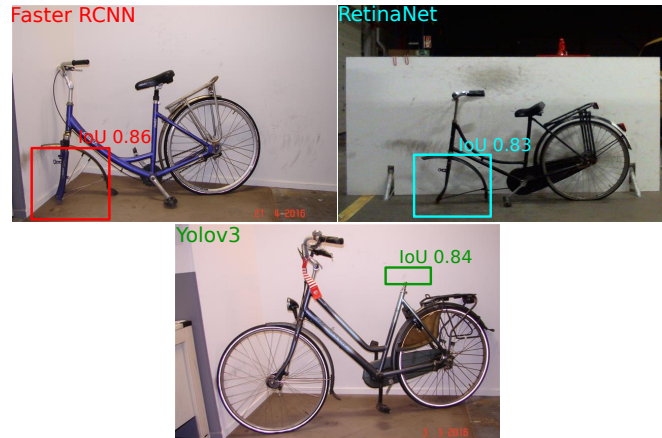 Faster RCNN
RetinaNet
IoU 0.86
IoU 0.83
Yolov3
IoU 0.84